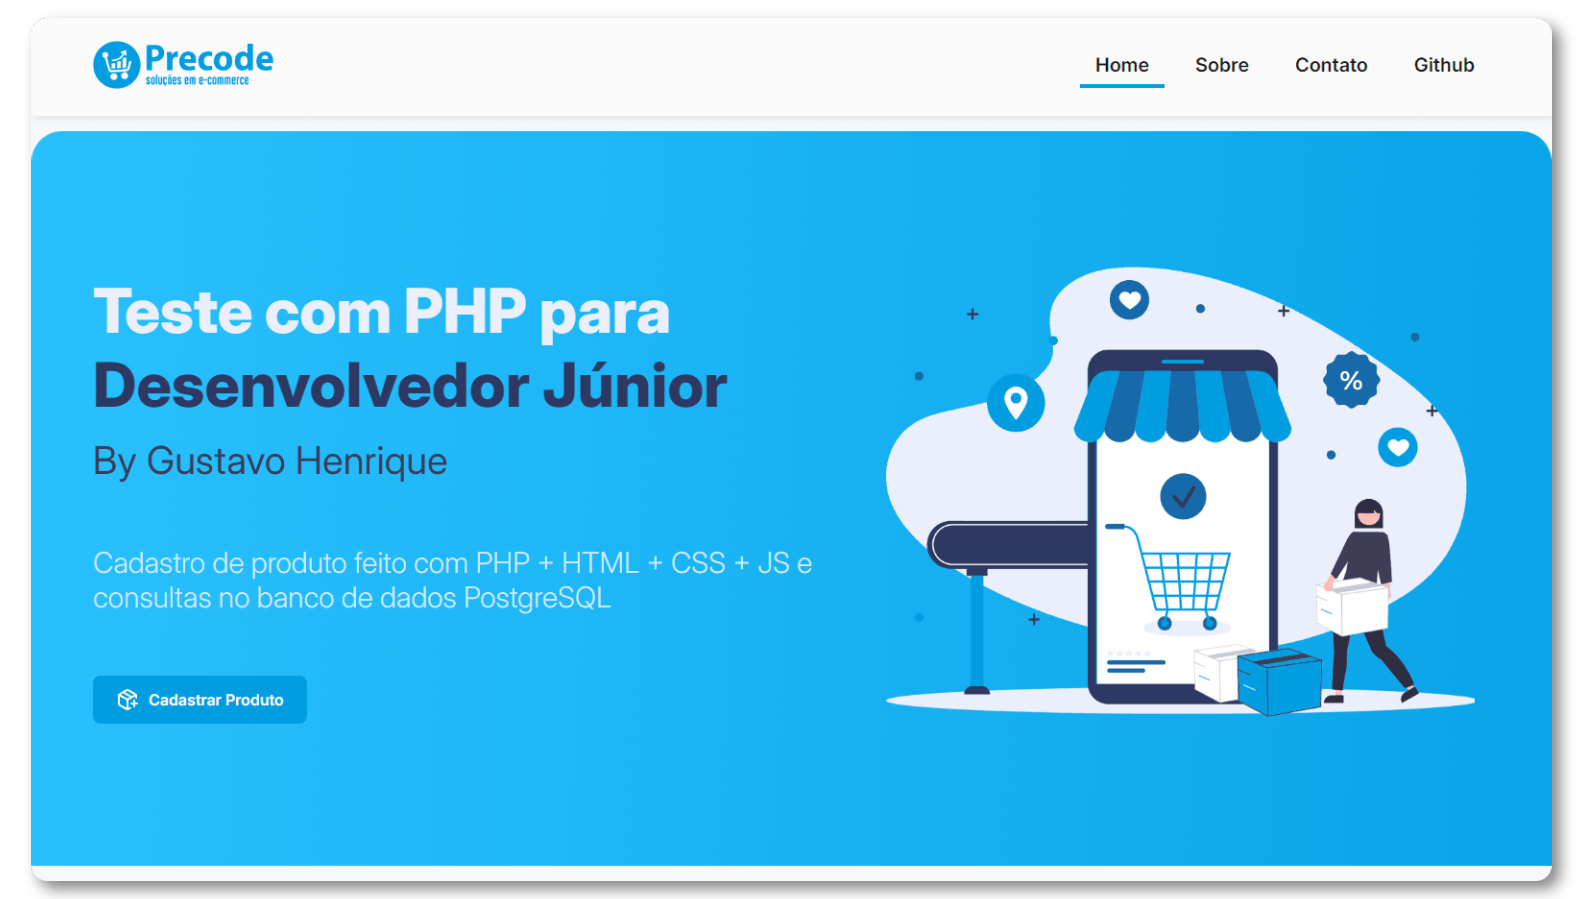 Precode
soluções em e-commerce
Home
Sobre
Contato
Github
Teste com PHP para
Desenvolvedor Júnior
By Gustavo Henrique
Cadastro de produto feito com PHP + HTML + CSS + JS e
consultas no banco de dados PostgreSQL
%
Cadastrar Produto